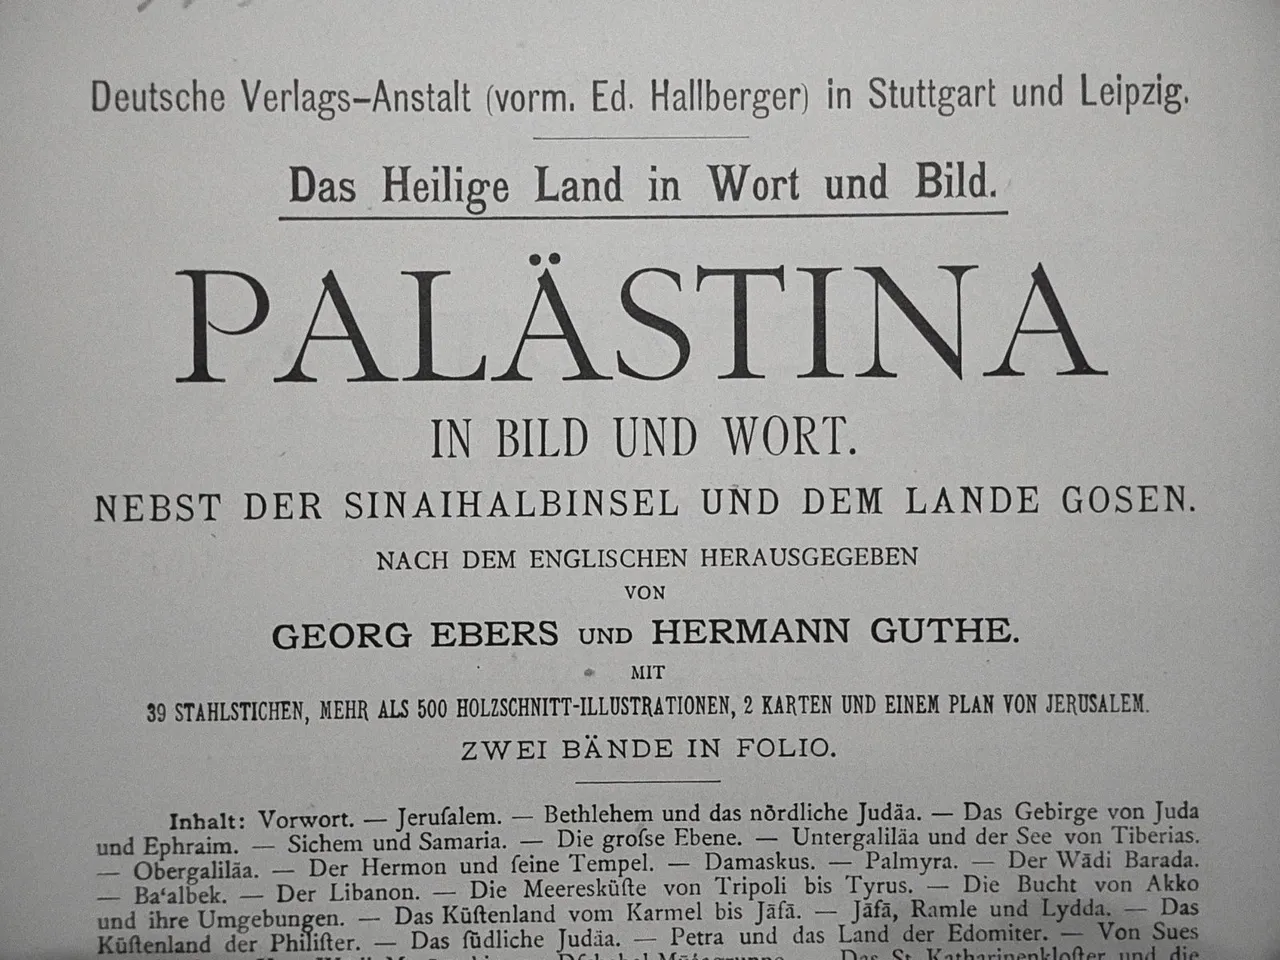 Deutsche Verlags-Anstalt (vorm. Ed. Hallberger) in Stuttgart und Leipzig.
Das Heilige Land in Wort und Bild.
PALÄSTINA
IN BILD UND WORT.
NEBST DER SINAIHALBINSEL UND DEM LANDE GOSEN.
NACH DEM ENGLISCHEN HERAUSGEGEBEN
VON
GEORG EBERS UND HERMANN GUTHE.
MIT
39 STAHLSTICHEN, MEHR ALS 500 HOLZSCHNITT-ILLUSTRATIONEN, 2 KARTEN UND EINEM PLAN VON JERUSALEM.
ZWEI BÄNDE IN FOLIO.
Inhalt: Vorwort. — Jeruſalem. — Bethlehem und das nördliche Judäa. — Das Gebirge von Juda
und Ephraim. — Sichem und Samaria. — Die groſse Ebene. — Untergaliläa und der See von Tiberias.
— Obergaliläa. — Der Hermon und ſeine Tempel. — Damaskus. — Palmyra. — Der Wādi Barada.
— Ba‘albek. — Der Libanon. — Die Meeresküſte von Tripoli bis Tyrus. — Die Bucht von Akko
und ihre Umgebungen. — Das Küſtenland vom Karmel bis Jāfā. — Jāfā, Ramle und Lydda. — Das
Küſtenland der Philiſter. — Das ſüdliche Judäa. — Petra und das Land der Edomiter. — Von Sues
Das St. Katharinenkloſter und die